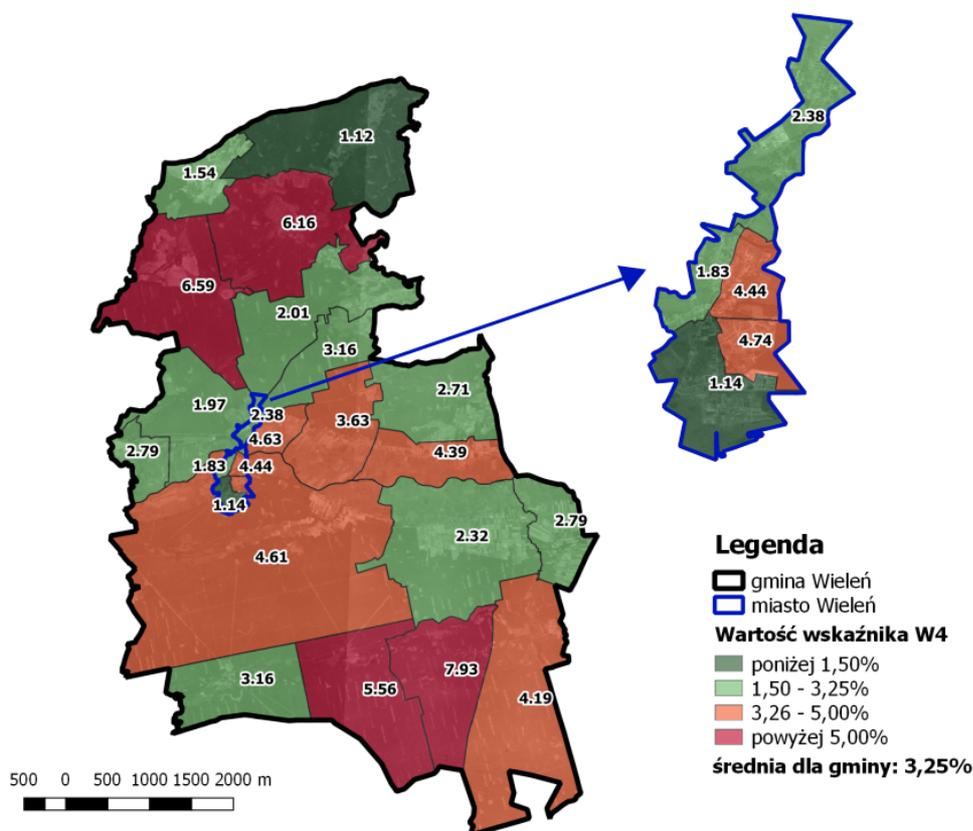 2.38
1.12
1.54
6.16
1.83
6.59
4.44
2.01
4.74
3.16
1.14
2.71
1.97
2.38
3.63
4.63
2.79
4.39
1.83
4.44
1.14
2.79
2.32
4.61
Legenda
gmina Wieleń
miasto Wieleń
Wartość wskaźnika W4
poniżej 1,50%
1,50 - 3,25%
3,26 - 5,00%
powyżej 5,00%
średnia dla gminy: 3,25%
7.93
3.16
5.56
4.19
500 0 500 1000 1500 2000 m